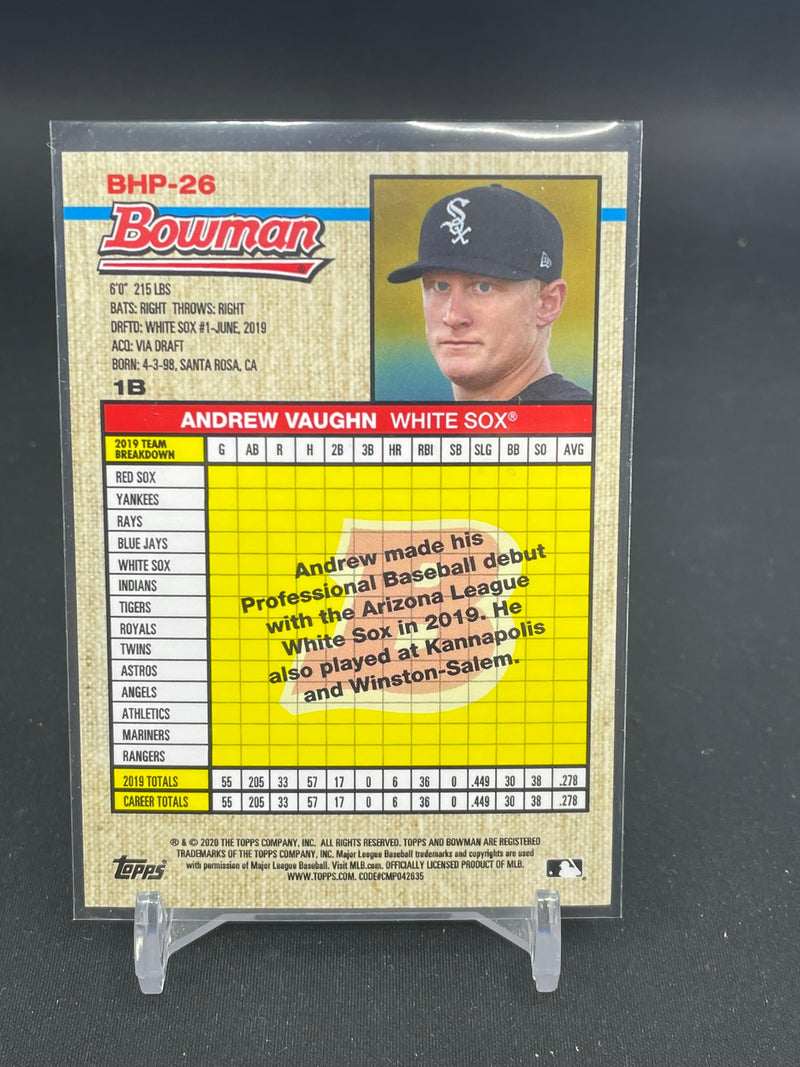 BHP-26
Bowman®
6'0" 215 LBS
BATS: RIGHT THROWS: RIGHT
DRFTD: WHITE SOX #1-JUNE, 2019
ACQ: VIA DRAFT
BORN: 4-3-98, SANTA ROSA, CA
1B
Sox
ANDREW VAUGHN WHITE SOX®
2019 TEAM BREAKDOWN G AB R H 2B 3B HR RBI SB SLG BB SO AVG
RED SOX
YANKEES
RAYS
BLUE JAYS
WHITE SOX
INDIANS
TIGERS
ROYALS
TWINS
ASTROS
ANGELS
ATHLETICS
MARINERS
RANGERS
B
Andrew made his
Professional Baseball debut
with the Arizona League
White Sox in 2019. He
also played at Kannapolis
and Winston-Salem.
2019 TOTALS 55 205 33 57 17 0 6 36 0 .449 30 38 .278
CAREER TOTALS 55 205 33 57 17 0 6 36 0 .449 30 38 .278
® & © 2020 THE TOPPS COMPANY, INC. ALL RIGHTS RESERVED. TOPPS AND BOWMAN ARE REGISTERED
TRADEMARKS OF THE TOPPS COMPANY, INC. Major League Baseball trademarks and copyrights are used
with permission of Major League Baseball. Visit MLB.com. OFFICIALLY LICENSED PRODUCT OF MLB.
WWW.TOPPS.COM. CODE#CMP042635
Topps®